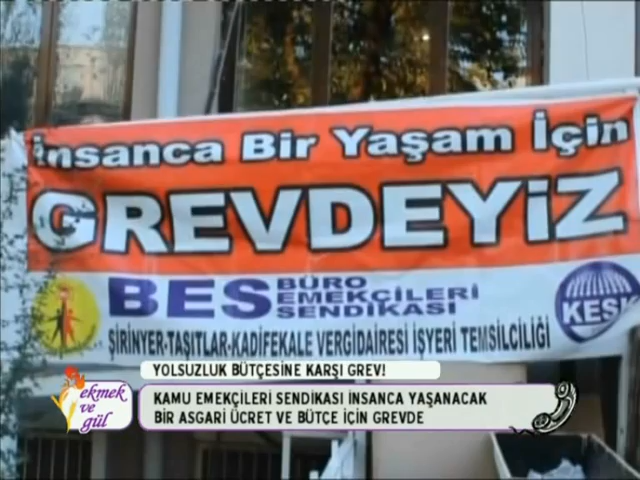 İnsanca Bir Yaşam İçin
GREVDEYİZ
BES BÜRO EMEKÇİLERİ SENDİKASI
KESK
ŞİRİNYER-TAŞITLAR-KADİFEKALE VERGİDAİRESİ İŞYERİ TEMSİLCİLİĞİ
YOLSUZLUK BÜTÇESİNE KARŞI GREV!
ekmek ve gül
KAMU EMEKÇİLERİ SENDİKASI İNSANCA YAŞANACAK
BİR ASGARİ ÜCRET VE BÜTÇE İÇİN GREVDE